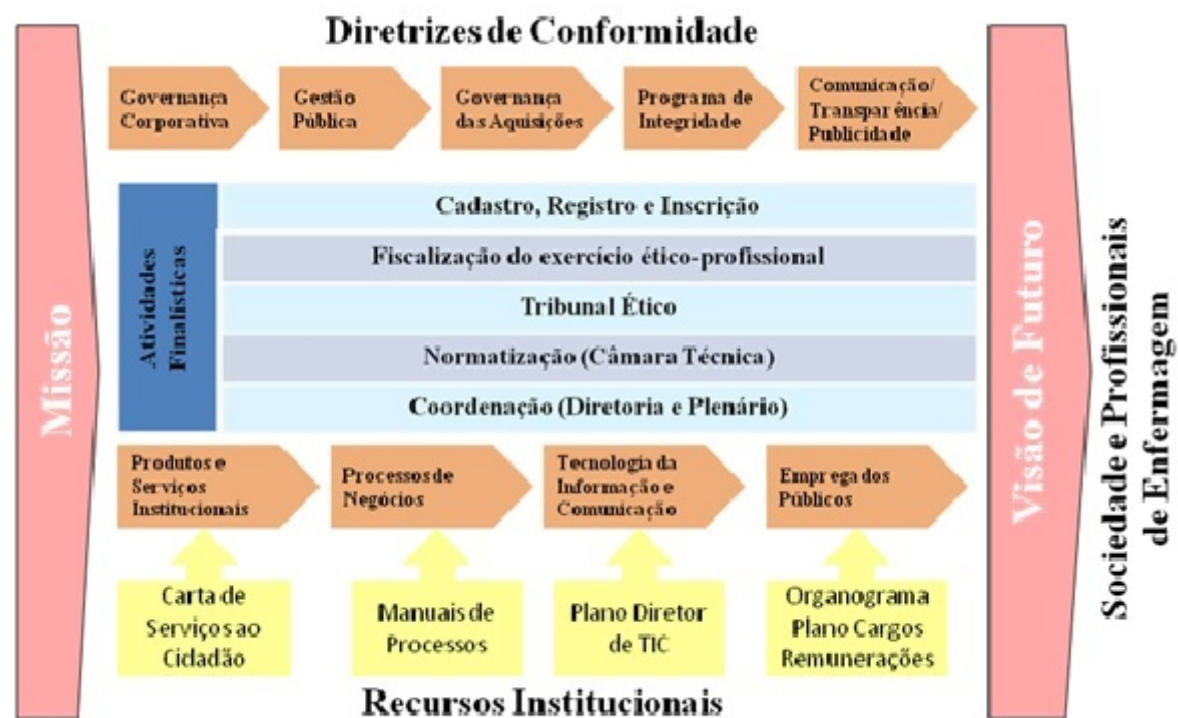 Diretrizes de Conformidade
Governança
Corporativa
Gestão
Pública
Governança
das Aquisições
Programa de
Integridade
Comunicação/
Transparência/
Publicidade
Missão
Atividades
Finalísticas
Cadastro, Registro e Inscrição
Fiscalização do exercício ético-profissional
Tribunal Ético
Normatização (Câmara Técnica)
Coordenação (Diretoria e Plenário)
Visão de Futuro
Sociedade e Profissionais
de Enfermagem
Produtos e
Serviços
Institucionais
Processos de
Negócios
Tecnologia da
Informação e
Comunicação
Empregados
Públicos
Carta de
Serviços ao
Cidadão
Manuais de
Processos
Plano Diretor
de TIC
Organograma
Plano Cargos
Remunerações
Recursos Institucionais